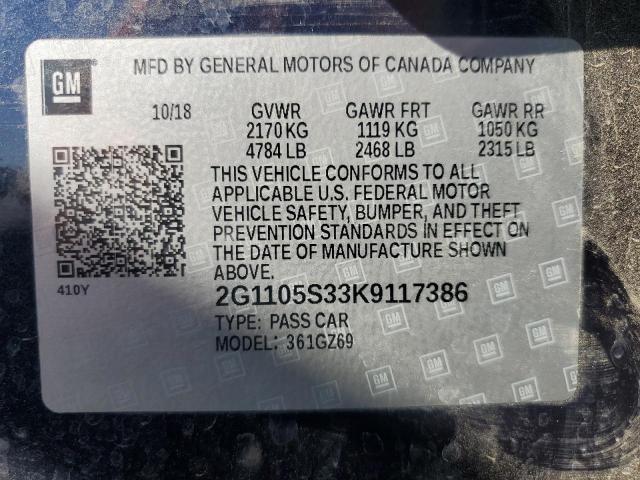 GM
MFD BY GENERAL MOTORS OF CANADA COMPANY
10/18 GVWR GAWR FRT GAWR RR
2170 KG 1119 KG 1050 KG
4784 LB 2468 LB 2315 LB
THIS VEHICLE CONFORMS TO ALL
APPLICABLE U.S. FEDERAL MOTOR
VEHICLE SAFETY, BUMPER, AND THEFT
PREVENTION STANDARDS IN EFFECT ON
THE DATE OF MANUFACTURE SHOWN
ABOVE.
410Y
2G1105S33K9117386
TYPE: PASS CAR
MODEL: 361GZ69